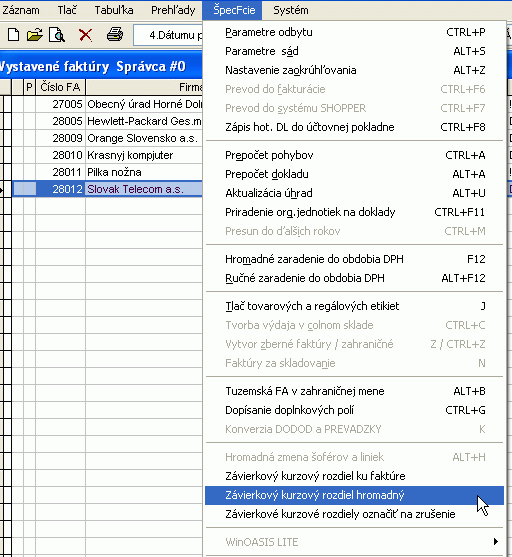 Záznam Tlač Tabuľka Prehľady ŠpecFcie Systém
4.Dátumu p
Vystavené faktúry Správca #0
P Číslo FA Firma
27005 Obecný úrad Horné Dol
28005 Hewlett-Packard Ges.m
28009 Orange Slovensko a.s.
28010 Krasnyj kompjuter
28011 Pilka nožna
28012 Slovak Telecom a.s.
Parametre odbytu CTRL+P
Parametre sád ALT+S
Nastavenie zaokrúhľovania ALT+Z
Prevod do fakturácie CTRL+F6
Prevod do systému SHOPPER CTRL+F7
Zápis hot. DL do účtovnej pokladne CTRL+F8
Prepočet pohybov CTRL+A
Prepočet dokladu ALT+A
Aktualizácia úhrad ALT+U
Priradenie org.jednotiek na doklady CTRL+F11
Presun do ďalšjch rokov CTRL+M
Hromadné zaradenie do obdobia DPH F12
Ručné zaradenie do obdobia DPH ALT+F12
Tlač tovarových a regálových etikiet J
Tvorba výdaja v colnom sklade CTRL+C
Vytvor zberné faktúry / zahraničné Z / CTRL+Z
Faktúry za skladovanie N
Tuzemská FA v zahraničnej mene ALT+B
Dopísanie doplnkových polí CTRL+G
Konverzia DODOD a PREVADZKY K
Hromadná zmena šoférov a liniek ALT+H
Závierkový kurzový rozdiel ku faktúre
Závierkový kurzový rozdiel hromadný
Závierkové kurzové rozdiely označiť na zrušenie
WinOASIS LITE